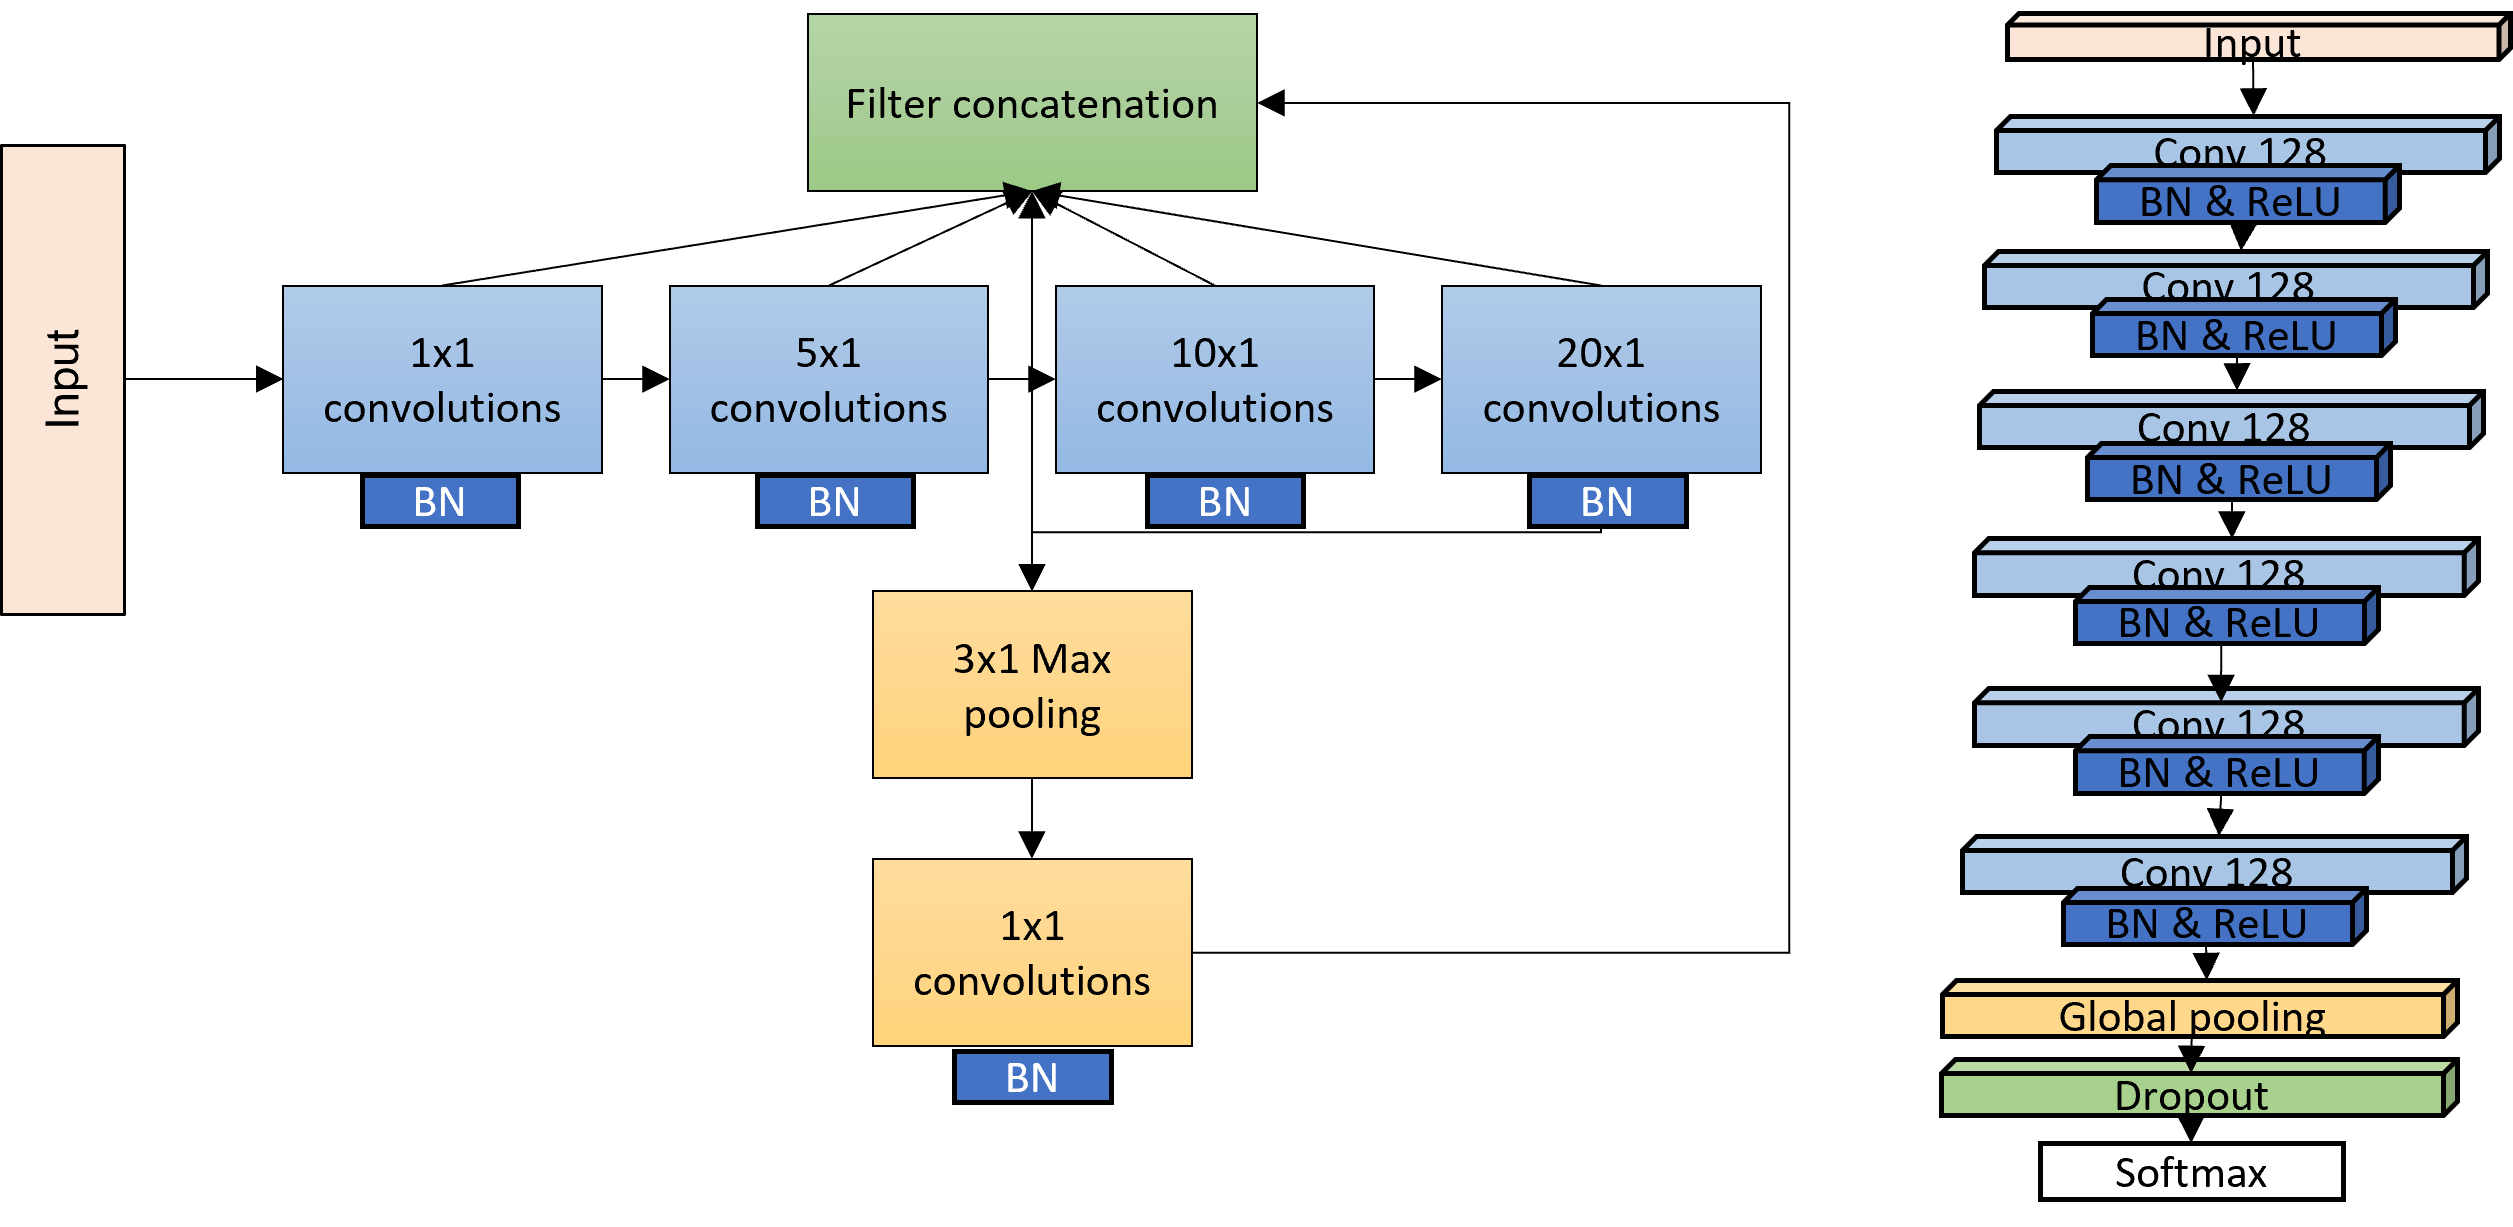 Filter concatenation
Input
1x1
convolutions
BN
5x1
convolutions
BN
10x1
convolutions
BN
20x1
convolutions
BN
3x1 Max
pooling
1x1
convolutions
BN
Input
Conv 128
BN & ReLU
Conv 128
BN & ReLU
Conv 128
BN & ReLU
Conv 128
BN & ReLU
Conv 128
BN & ReLU
Conv 128
BN & ReLU
Global pooling
Dropout
Softmax